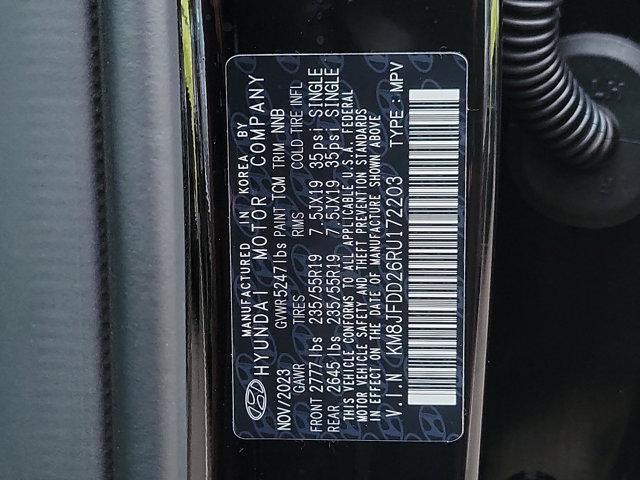 MANUFACTURED IN KOREA BY
HYUNDAI MOTOR COMPANY
NOV/2023 GVWR5247lbs PAINT TCM TRIM NNB
GAWR TIRES RIMS COLD TIRE INFL
FRONT 2777lbs 235/55R19 7.5JX19 35psi SINGLE
REAR 2645lbs 235/55R19 7.5JX19 35psi SINGLE
THIS VEHICLE CONFORMS TO ALL APPLICABLE U.S.A. FEDERAL
MOTOR VEHICLE SAFETY AND THEFT PREVENTION STANDARDS
IN EFFECT ON THE DATE OF MANUFACTURE SHOWN ABOVE
V.I.N KM8JFDD26RU172203 TYPE : MPV
LH